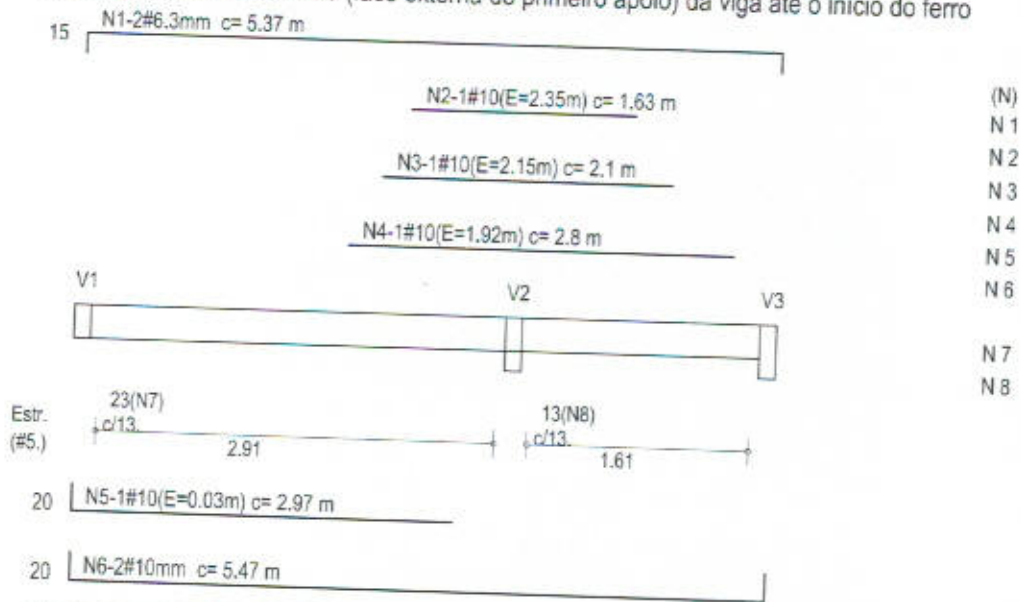 (face externa do primeiro apoio) da viga até o início do ferro
15 N1-2#6.3mm c= 5.37 m
N2-1#10(E=2.35m) c= 1.63 m
(N)
N 1
N3-1#10(E=2.15m) c= 2.1 m
N 2
N 3
N4-1#10(E=1.92m) c= 2.8 m
N 4
N 5
V1
V2
V3
N 6
N 7
N 8
Estr.
(#5.)
23(N7)
c/13.
2.91
13(N8)
c/13.
1.61
20 N5-1#10(E=0.03m) c= 2.97 m
20 N6-2#10mm c= 5.47 m